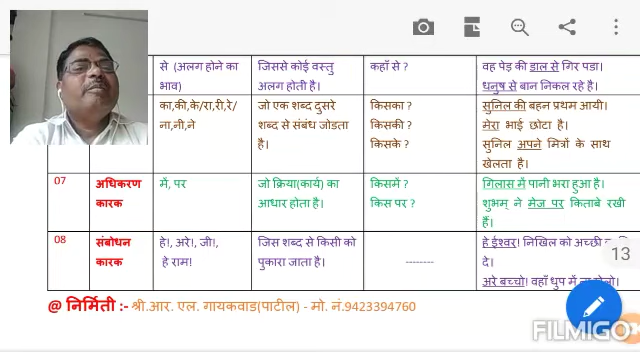 से (अलग होने का भाव) जिससे कोई वस्तु अलग होती है। कहाँ से ? वह पेड़ की डाल से गिर पडा।
धनुष से बान निकल रहे है।
का,की,के/रा,री,रे/ना,नी,ने जो एक शब्द दुसरे शब्द से संबंध जोडता है। किसका ? किसकी ? किसके ? सुनिल की बहन प्रथम आयी।
मेरा भाई छोटा है।
सुनिल अपने मित्रों के साथ खेलता है।
07 अधिकरण कारक में, पर जो क्रिया(कार्य) का आधार होता है। किसमें ? किस पर ? गिलास में पानी भरा हुआ है।
शुभम् ने मेज पर किताबे रखी हैं।
08 संबोधन कारक हे!, अरे!, जी!, हे राम! जिस शब्द से किसी को पुकारा जाता है। -------- हे ईश्वर! निखिल को अच्छी दे।
अरे बच्चो! वहाँ धुप में
13
@ निर्मिती :- श्री.आर. एल. गायकवाड(पाटील) - मो. नं.9423394760
FILMIGO